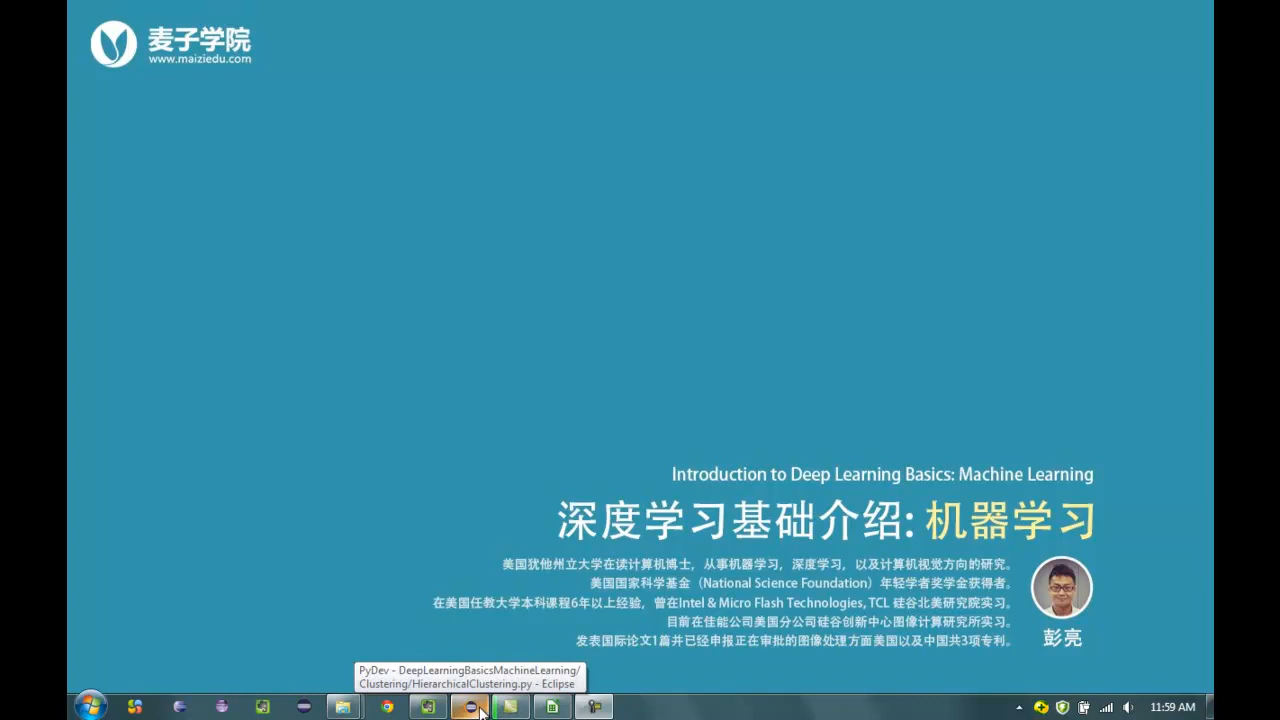 麦子学院
www.maiziedu.com
Introduction to Deep Learning Basics: Machine Learning
深度学习基础介绍: 机器学习
美国犹他州立大学在读计算机博士，从事机器学习，深度学习，以及计算机视觉方向的研究。
美国国家科学基金（National Science Foundation）年轻学者奖学金获得者。
在美国任教大学本科课程6年以上经验，曾在Intel & Micro Flash Technologies, TCL 硅谷北美研究院实习。
目前在佳能公司美国分公司硅谷创新中心图像计算研究所实习。
发表国际论文1篇并已经申报正在审批的图像处理方面美国以及中国共3项专利。
彭亮
PyDev - DeepLearningBasicsMachineLearning/
Clustering/HierarchicalClustering.py - Eclipse
11:59 AM